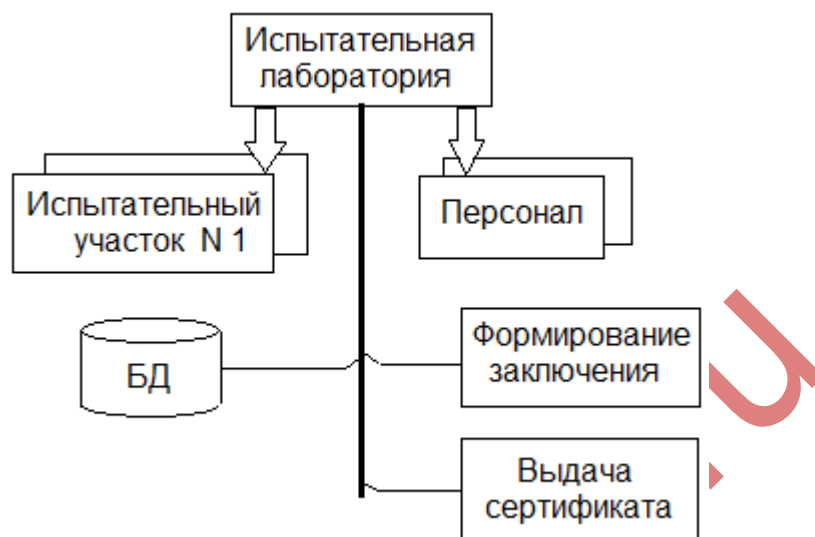 Испытательная
лаборатория
Испытательный
участок N 1
Персонал
БД
Формирование
заключения
Выдача
сертификата
.u